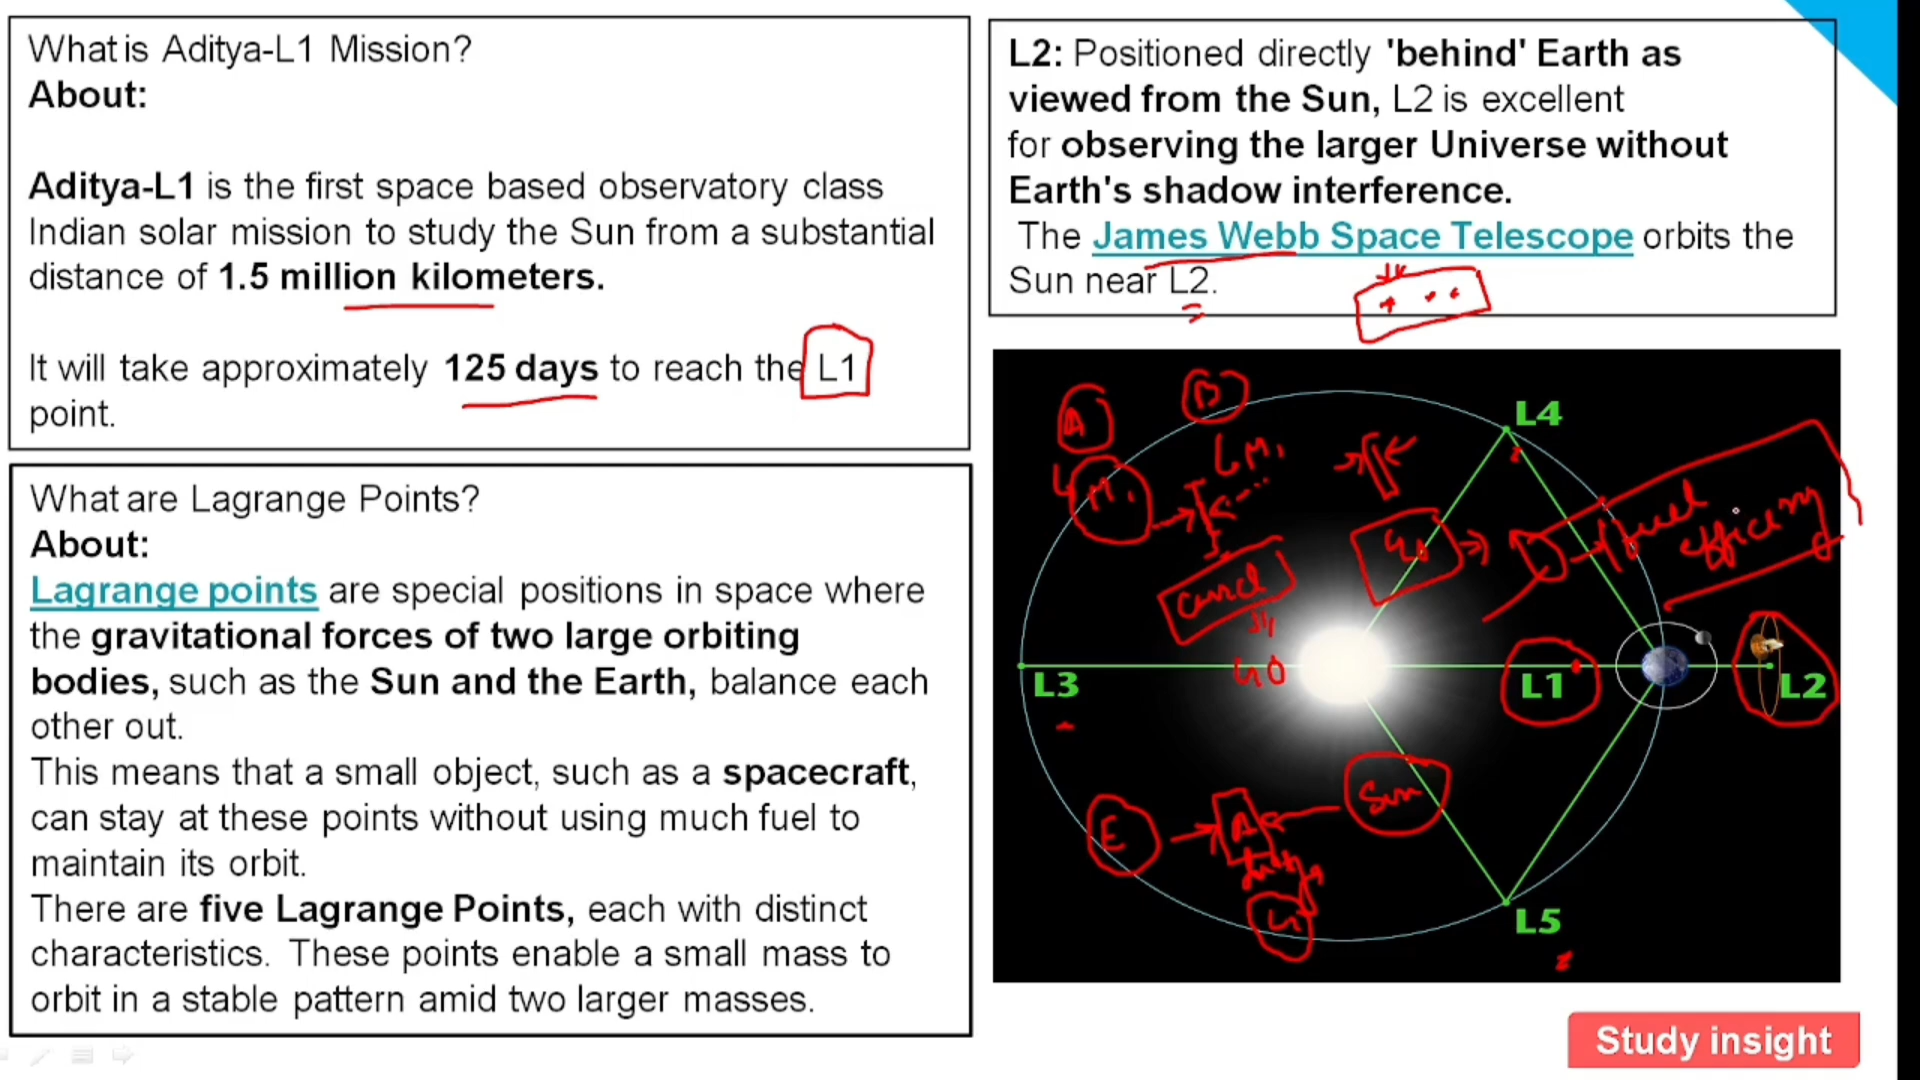 What is Aditya-L1 Mission?
About:
Aditya-L1 is the first space based observatory class
Indian solar mission to study the Sun from a substantial
distance of 1.5 million kilometers.
It will take approximately 125 days to reach the L1
point.
What are Lagrange Points?
About:
Lagrange points are special positions in space where
the gravitational forces of two large orbiting
bodies, such as the Sun and the Earth, balance each
other out.
This means that a small object, such as a spacecraft,
can stay at these points without using much fuel to
maintain its orbit.
There are five Lagrange Points, each with distinct
characteristics. These points enable a small mass to
orbit in a stable pattern amid two larger masses.
L2: Positioned directly 'behind' Earth as
viewed from the Sun, L2 is excellent
for observing the larger Universe without
Earth's shadow interference.
The James Webb Space Telescope orbits the
Sun near L2.
A
B
L4
M1
fuel
L3
L1
L2
Sun
E
A
L5
Study insight